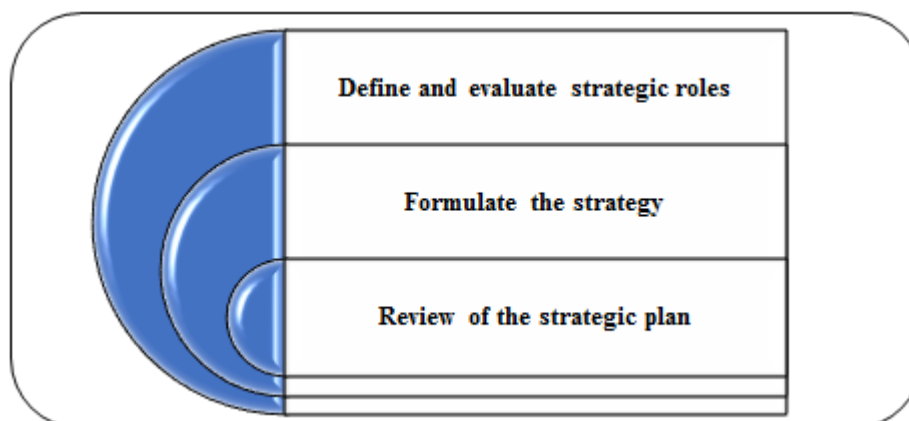 Define and evaluate strategic roles
Formulate the strategy
Review of the strategic plan